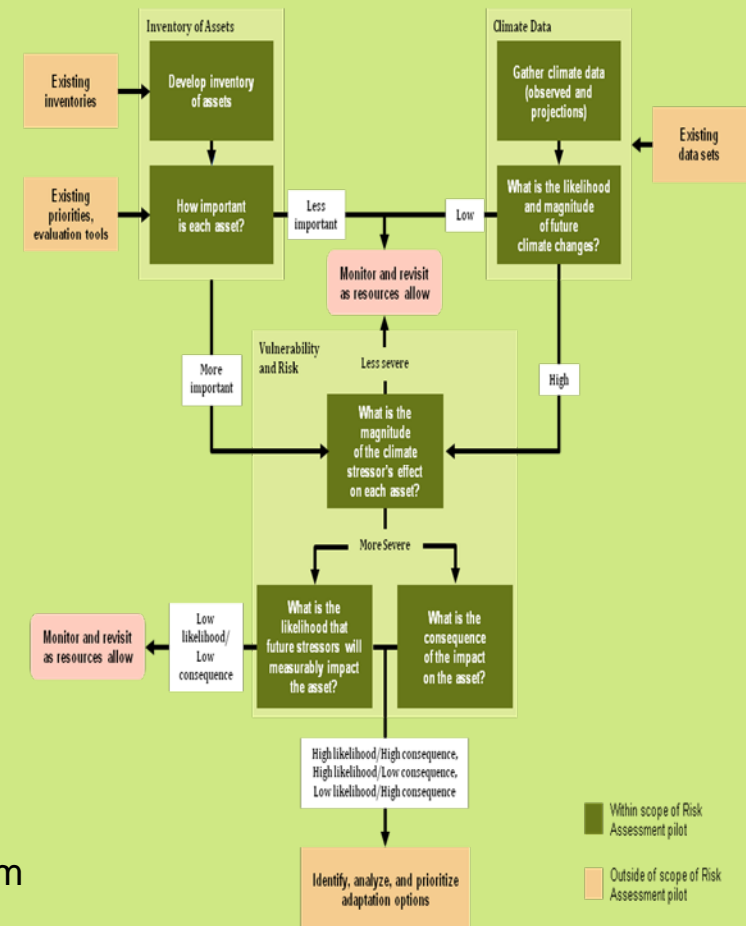 Inventory of Assets
Climate Data
Existing
inventories
Develop inventory
of assets
Gather climate data
(observed and
projections)
Existing
data sets
Existing
priorities,
evaluation tools
How important
is each asset?
Less
important
Low
What is the likelihood
and magnitude
of future
climate changes?
Monitor and revisit
as resources allow
More
important
Vulnerability
and Risk
Less severe
High
What is the
magnitude
of the climate
stressor's effect
on each asset?
More Severe
Monitor and revisit
as resources allow
Low
likelihood/
Low
consequence
What is the
likelihood that
future stressors will
measurably impact
the asset?
What is the
consequence
of the impact
on the asset?
High likelihood/High consequence,
High likelihood/Low consequence,
Low likelihood/High consequence
Within scope of Risk
Assessment pilot
m
Identify, analyze, and prioritize
adaptation options
Outside of scope of Risk
Assessment pilot